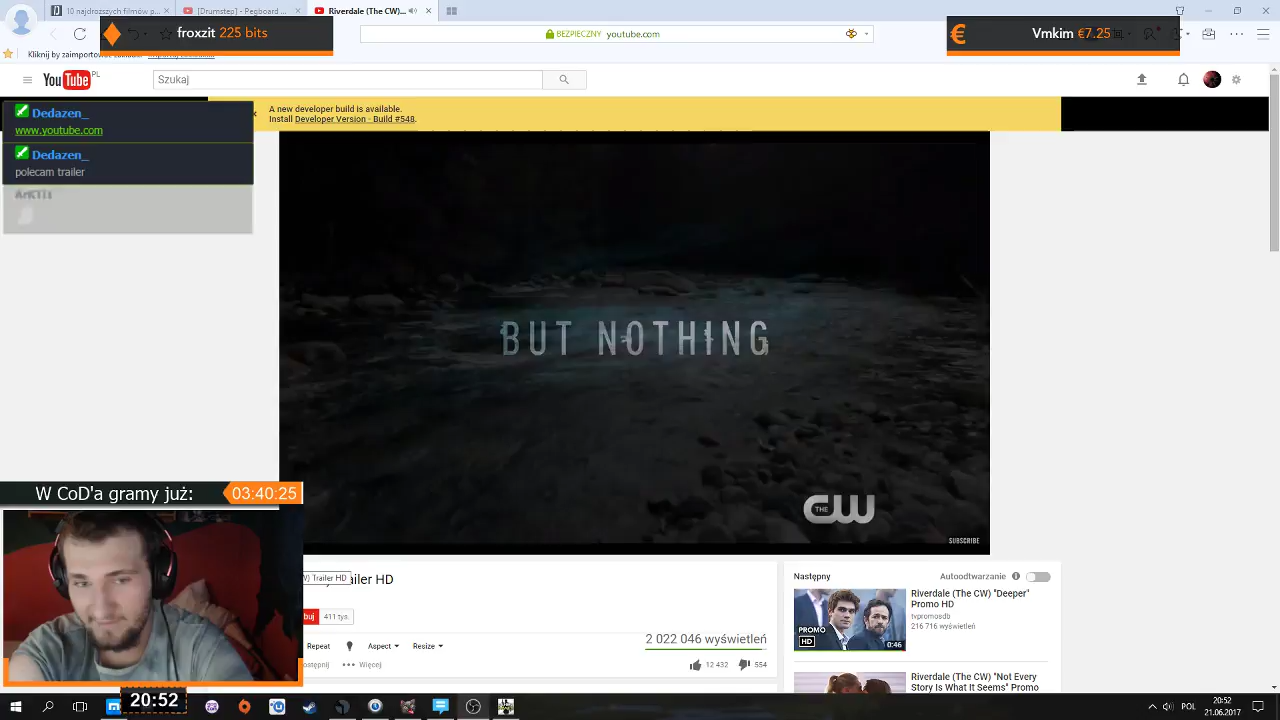 10 najdroższych filmów
[Drumstep] - Pegboard
Riverdale (The CW)...
froxzit 225 bits
BEZPIECZNY youtube.com
Vmkim €7.25
YouTube PL
Szukaj
Dedazen_
www.youtube.com
Dedazen_
polecam trailer
A new developer build is available.
Install Developer Version - Build #548.
BUT NOTHING
THE CW
SUBSCRIBE
W CoD'a gramy już: 03:40:25
W) Trailer HD
ailer HD
buj 411 tys.
Repeat Aspect Resize
2 022 046 wyświetleń
ostępnij Więcej
12 432 554
Następny Autoodtwarzanie
PROMO
HD
0:46
Riverdale (The CW) "Deeper"
Promo HD
tvpromosdb
216 716 wyświetleń
Riverdale (The CW) "Not Every
Story Is What It Seems" Promo
20:52
POL
20:52
21.06.2017